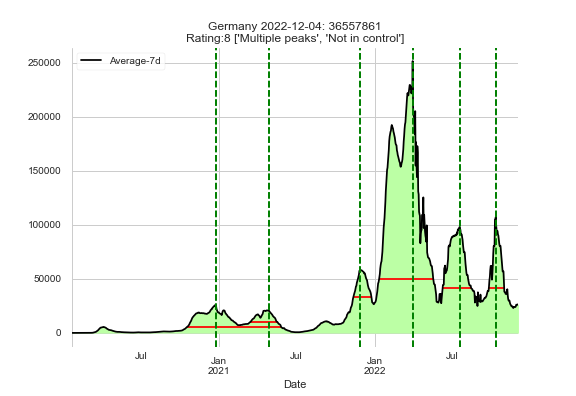 Germany 2022-12-04: 36557861
Rating:8 ['Multiple peaks', 'Not in control']
Average-7d
250000
200000
150000
100000
50000
0
Jul
Jan
2021
Jul
Jan
2022
Jul
Date